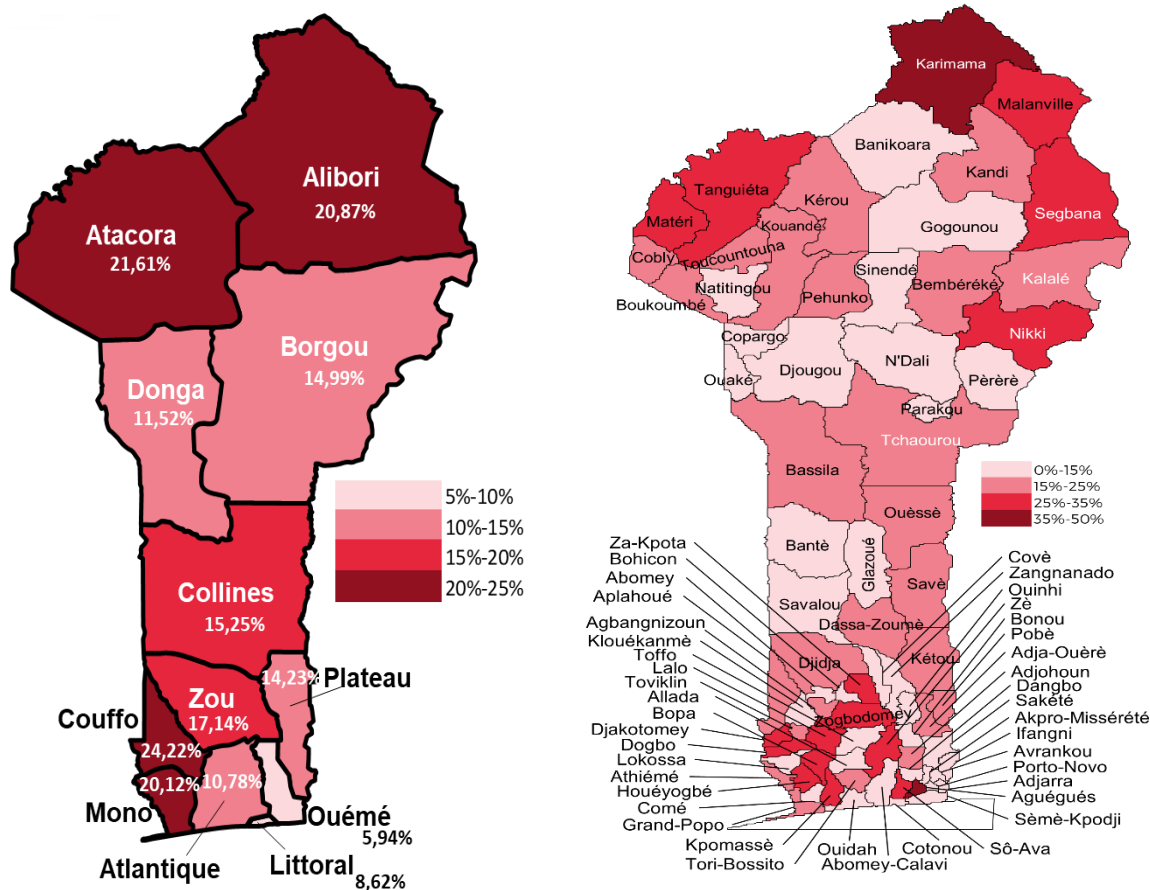 Alibori
20,87%
Atacora
21,61%
Borgou
14,99%
Donga
11,52%
5%-10%
10%-15%
15%-20%
20%-25%
Collines
15,25%
14,23%
Plateau
Zou
17,14%
Couffo
24,22%
20,12%
10,78%
Mono
Ouémé
5,94%
Atlantique
Littoral
8,62%
Karimama
Malanville
Banikoara
Kandi
Tanguiéta
Kérou
Segbana
Matéri
Kouandé
Gogounou
Toucountouna
Cobly
Sinendé
Kalalé
Natitingou
Bembéréké
Boukoumbé
Pehunko
Nikki
Copargo
N'Dali
Djougou
Ouaké
Pèrèrè
Parakou
Tchaourou
Bassila
0%-15%
15%-25%
25%-35%
35%-50%
Ouèssè
Bantè
Glazoué
Savè
Savalou
Dassa-Zoumè
Djidja
Kétou
Zogbodomey
Za-Kpota
Bohicon
Abomey
Aplahoué
Agbangnizoun
Klouékanmè
Toffo
Lalo
Toviklin
Allada
Bopa
Djakotomey
Dogbo
Lokossa
Athiémé
Houéyogbé
Comé
Grand-Popo
Kpomassè
Tori-Bossito
Ouidah
Abomey-Calavi
Cotonou
Sô-Ava
Covè
Zangnanado
Ouinhi
Zè
Bonou
Pobè
Adja-Ouèrè
Adjohoun
Dangbo
Sakété
Akpro-Missérété
Ifangni
Avrankou
Porto-Novo
Adjarra
Aguégués
Sèmè-Kpodji